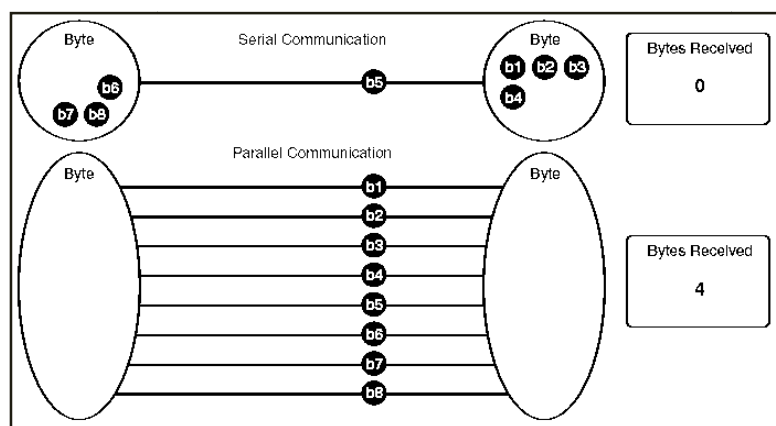 Byte Serial Communication Byte Bytes Received
b1 b2 b3
b6 b5 b4 0
b7 b8
Parallel Communication
Byte Byte
b1
b2
b3 Bytes Received
b4 4
b5
b6
b7
b8